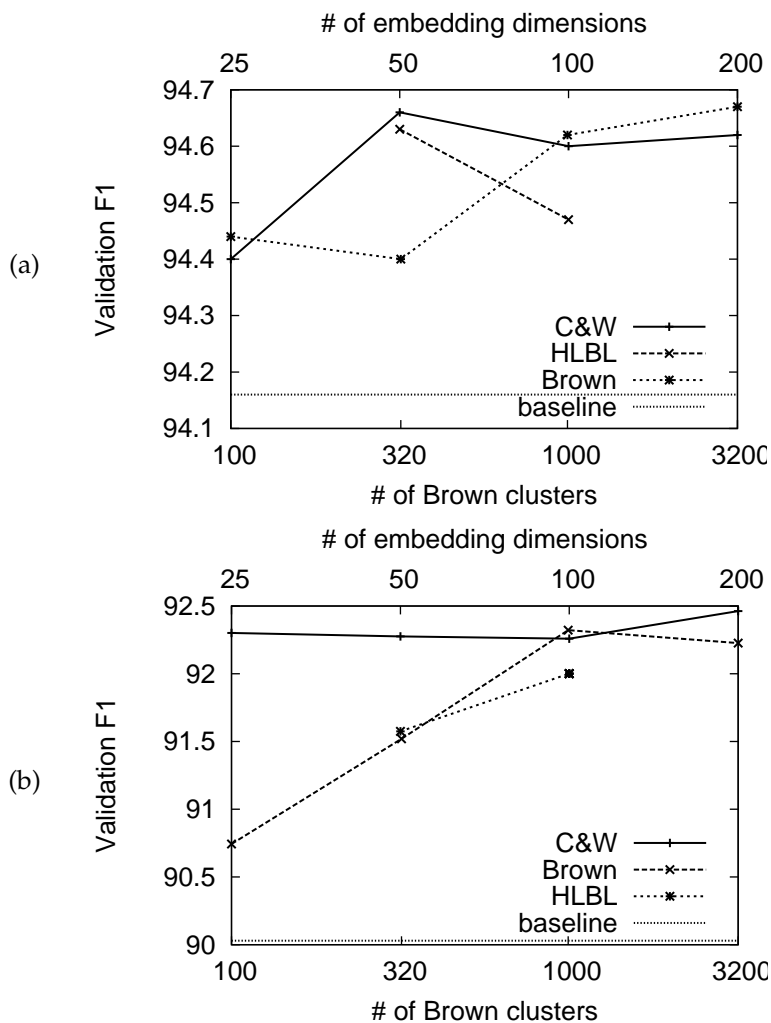 # of embedding dimensions
25 50 100 200
94.7
94.6
94.5
94.4
94.3
94.2
94.1
Validation F1
(a)
C&W
HLBL
Brown
baseline
100 320 1000 3200
# of Brown clusters
# of embedding dimensions
25 50 100 200
92.5
92
91.5
91
90.5
90
Validation F1
(b)
C&W
Brown
HLBL
baseline
100 320 1000 3200
# of Brown clusters